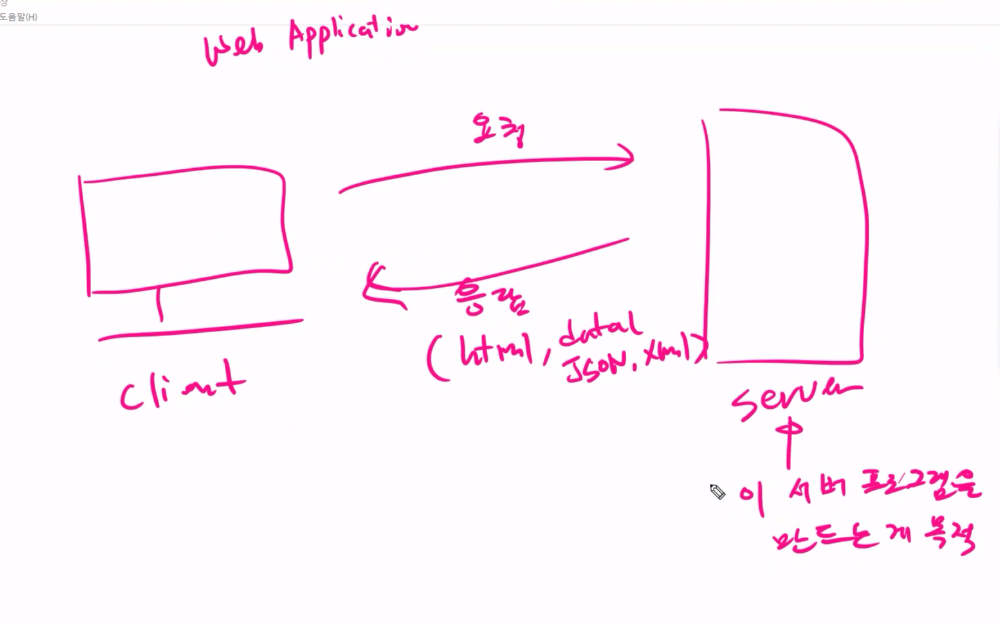 도움말(H)
Web Application
요청
응답
(html, data(
JSON, xml)
client
server
이 서버 프로그램을
만드는게 목적